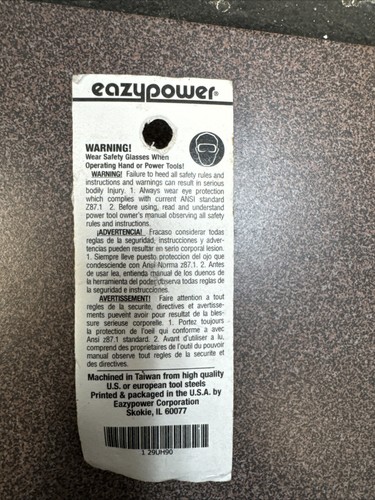 eazypower®
WARNING!
Wear Safety Glasses When
Operating Hand or Power Tools!
WARNING! Failure to heed all safety rules and
instructions and warnings can result in serious
bodily Injury. 1. Always wear eye protection
which complies with current ANSI standard
Z87.1 2. Before using, read and understand
power tool owner's manual observing all safety
rules and instructions.
¡ADVERTENCIA! Fracaso considerar todas
reglas de la seguridad, instrucciones y adver-
tencias pueden resultar en serio corporal lesion.
1. Siempre lleve puesto protección del ojo que
condesciende con Ansi Norma z87.1. 2. Antes
de usar lea, entienda manual de los duenos de
la herramienta del poder observa todas reglas de
la seguridad e instrucciones.
AVERTISSEMENT! Faire attention a tout
regles de la securite, directives et avertisse-
ments puevent avoir pour resultat de la bles-
sure serieuse corporelle. 1. Portez toujours
la protection de l'oeil qui conforme a avec
Ansi z87.1 standard. 2. Avant d'utiliser a lu,
comprend des proprietaires de l'outil du pouvoir
manual observe tout regles de la securite et
des directives.
Machined in Taiwan from high quality
U.S. or european tool steels
Printed & packaged in the U.S.A. by
Eazypower Corporation
Skokie, IL 60077
1 29UH90